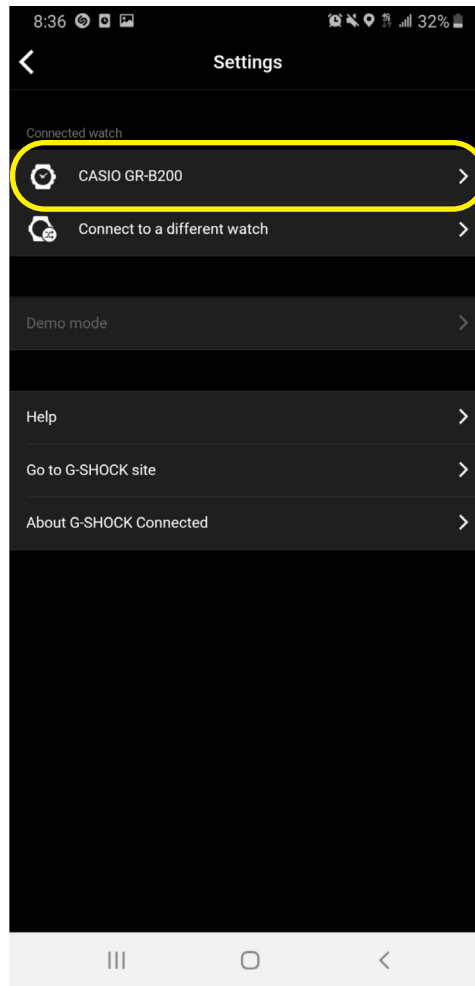 8:36 32%
Settings
Connected watch
CASIO GR-B200
Connect to a different watch
Demo mode
Help
Go to G-SHOCK site
About G-SHOCK Connected